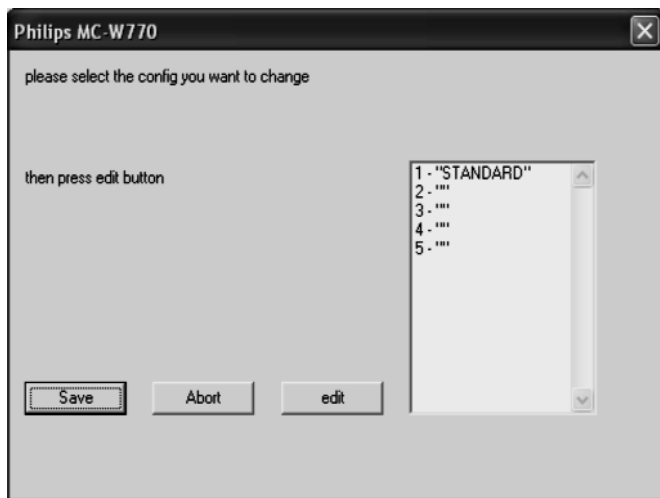 Philips MC-W770
please select the config you want to change
then press edit button
1 - "STANDARD"
2 - ""
3 - ""
4 - ""
5 - ""
Save
Abort
edit